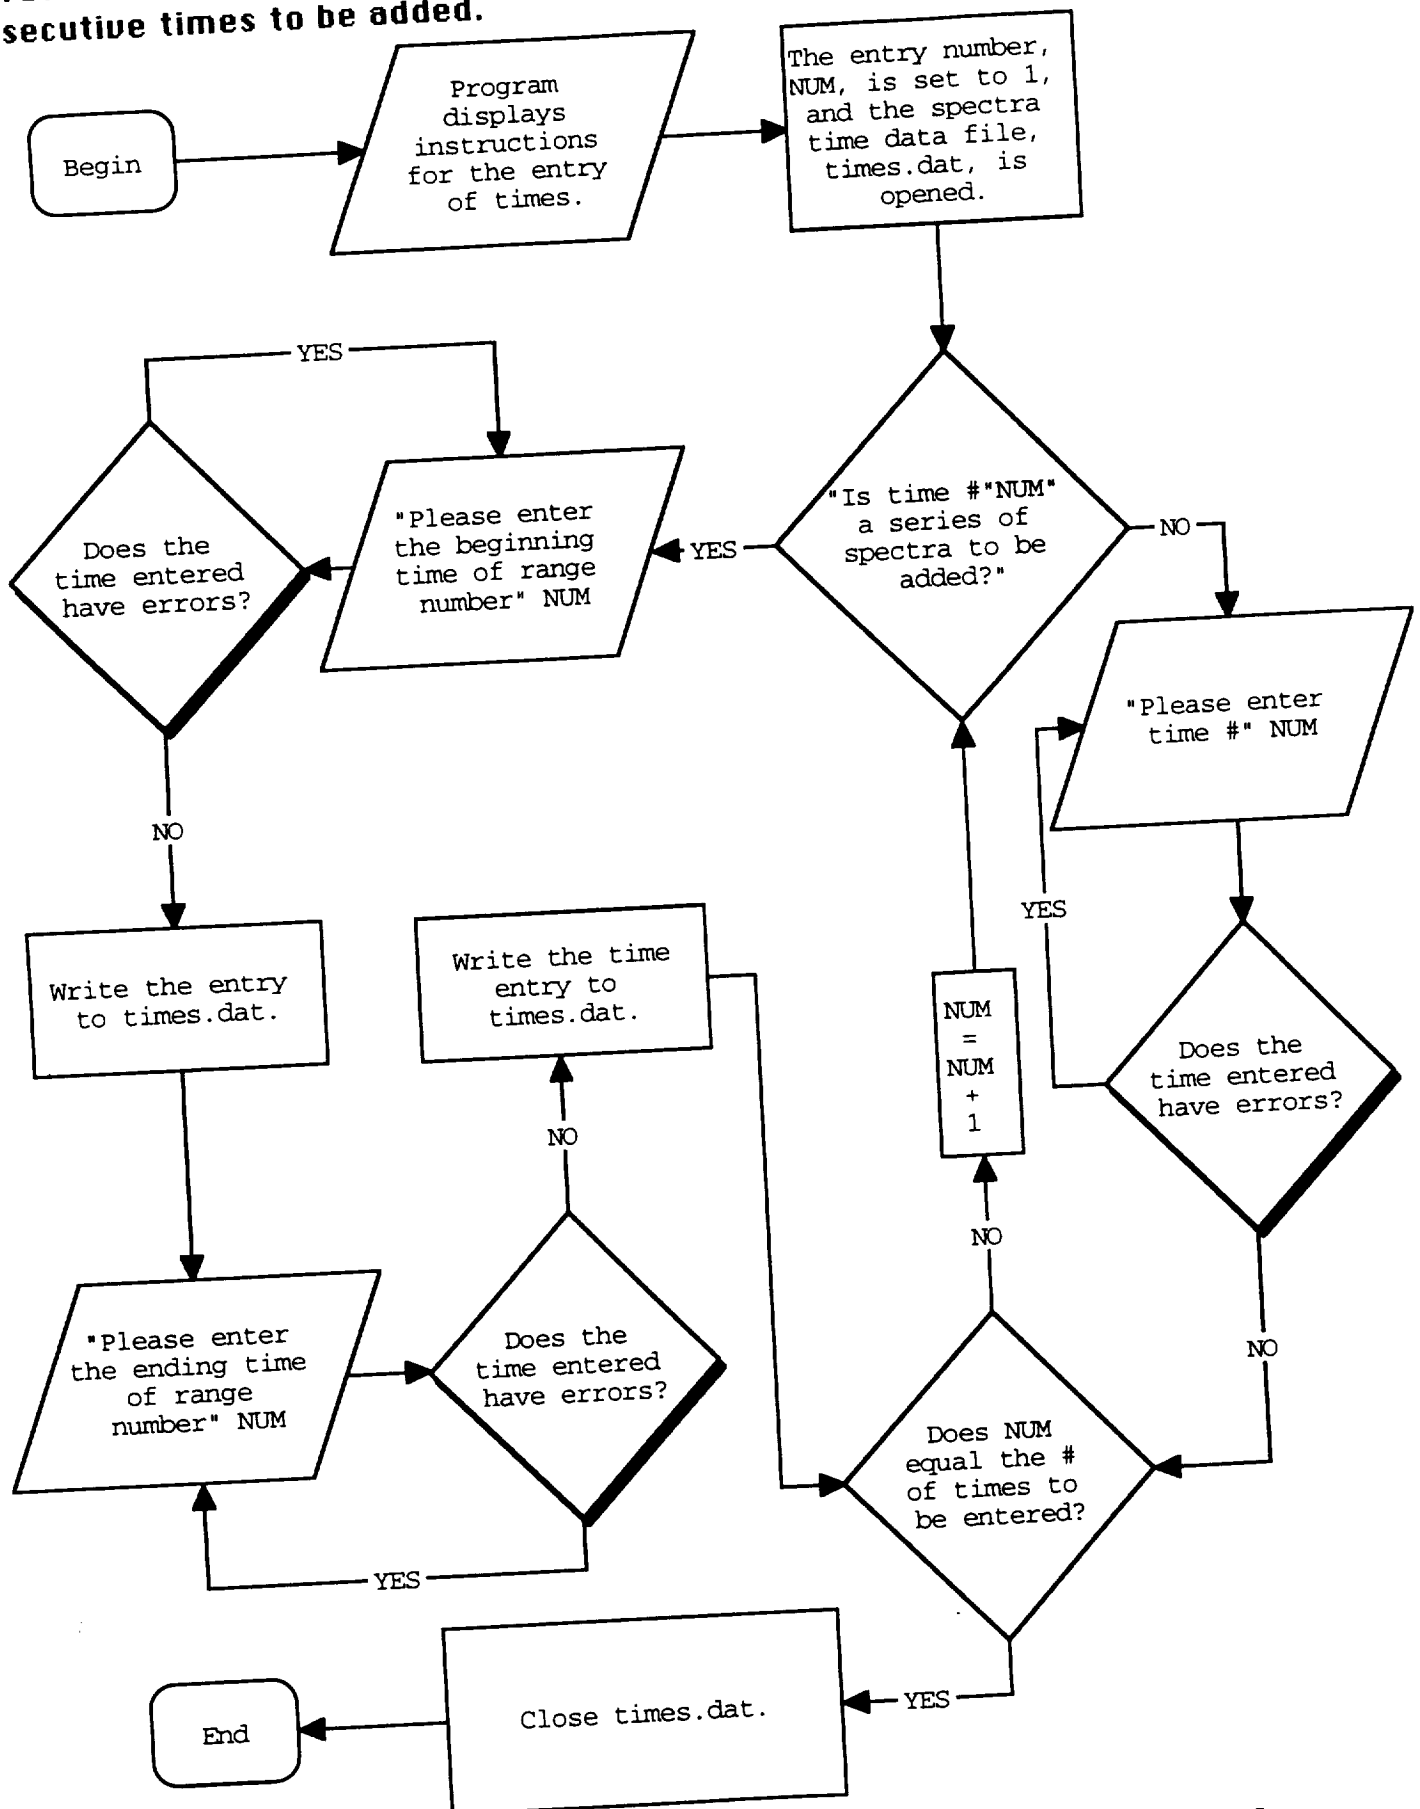 secutive times to be added.
Begin
Program
displays
instructions
for the entry
of times.
The entry number,
NUM, is set to 1,
and the spectra
time data file,
times.dat, is
opened.
YES
"Is time #"NUM"
a series of
spectra to be
added?"
NO
YES
"Please enter
the beginning
time of range
number" NUM
Does the
time entered
have errors?
"Please enter
time #" NUM
NO
YES
Write the entry
to times.dat.
Write the time
entry to
times.dat.
NUM
=
NUM
+
1
Does the
time entered
have errors?
NO
NO
NO
"Please enter
the ending time
of range
number" NUM
Does the
time entered
have errors?
Does NUM
equal the #
of times to
be entered?
YES
Close times.dat.
YES
End